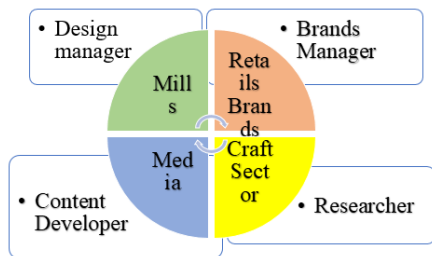 • Design
manager
• Brands
Manager
Mill
s
Reta
ils
Bran
ds
Med
ia
Craft
Sect
or
• Content
Developer
• Researcher